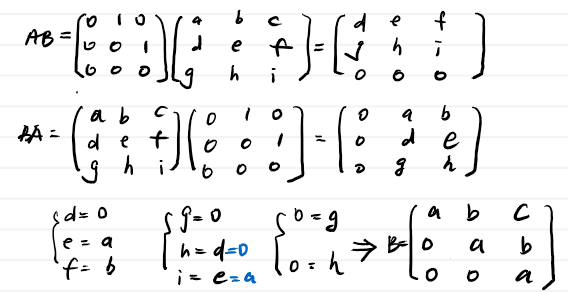 AB = \begin{pmatrix} 0 & 1 & 0 \\ 0 & 0 & 1 \\ 0 & 0 & 0 \end{pmatrix} \begin{pmatrix} a & b & c \\ d & e & f \\ g & h & i \end{pmatrix} = \begin{pmatrix} d & e & f \\ g & h & i \\ 0 & 0 & 0 \end{pmatrix}
BA = \begin{pmatrix} a & b & c \\ d & e & f \\ g & h & i \end{pmatrix} \begin{pmatrix} 0 & 1 & 0 \\ 0 & 0 & 1 \\ 0 & 0 & 0 \end{pmatrix} = \begin{pmatrix} 0 & a & b \\ 0 & d & e \\ 0 & g & h \end{pmatrix}
\begin{cases} d = 0 \\ e = a \\ f = b \end{cases} \begin{cases} g = 0 \\ h = d = 0 \\ i = e = a \end{cases} \begin{cases} 0 = g \\ 0 = h \end{cases} \Rightarrow B = \begin{pmatrix} a & b & c \\ 0 & a & b \\ 0 & 0 & a \end{pmatrix}